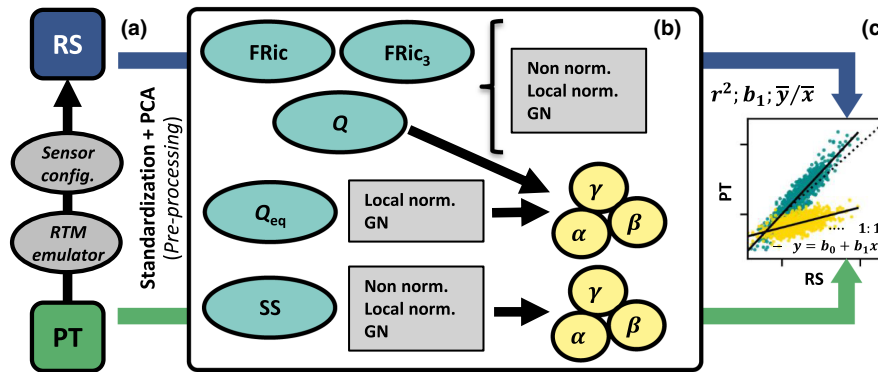 (a)
RS
Sensor
config.
RTM
emulator
PT
Standardization + PCA
(Pre-processing)
(b)
FRic
FRic₃
Q
Non norm.
Local norm.
GN
Q_eq
Local norm.
GN
γ
α
β
SS
Non norm.
Local norm.
GN
γ
α
β
(c)
r²; b₁; y̅/x̅
PT
.... 1:1
− y = b₀ + b₁x
RS